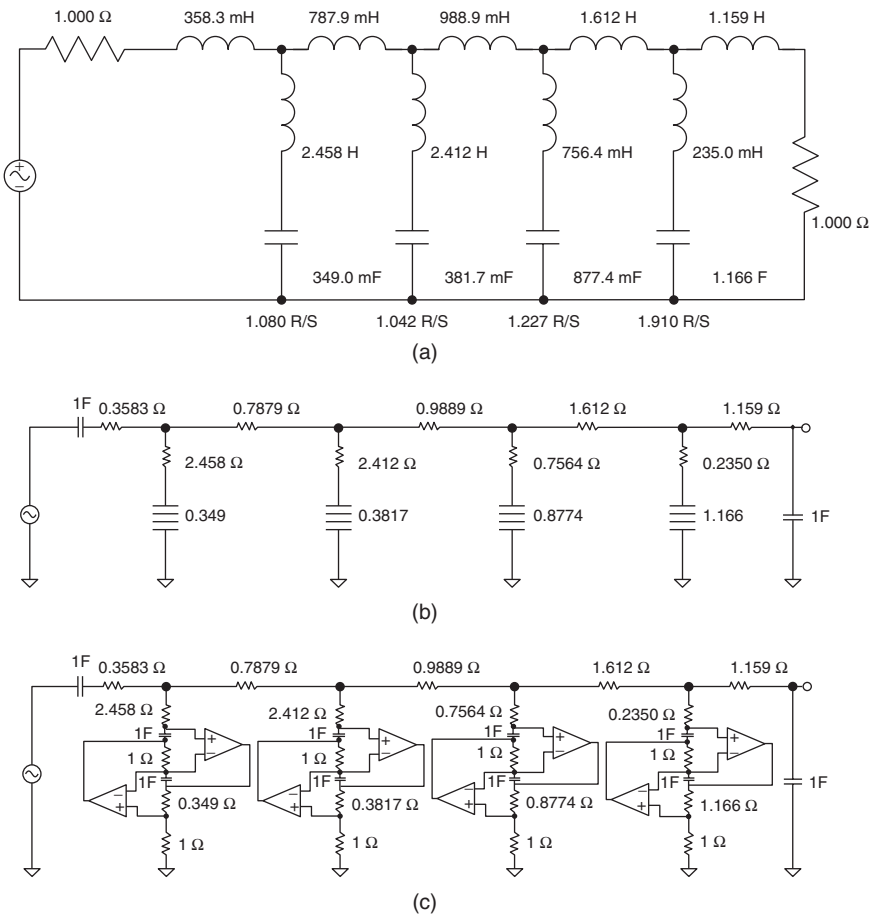 1.000 Ω 358.3 mH 787.9 mH 988.9 mH 1.612 H 1.159 H
2.458 H 2.412 H 756.4 mH 235.0 mH
+
−
1.000 Ω
349.0 mF 381.7 mF 877.4 mF 1.166 F
1.080 R/S 1.042 R/S 1.227 R/S 1.910 R/S
(a)
1F 0.3583 Ω 0.7879 Ω 0.9889 Ω 1.612 Ω 1.159 Ω
2.458 Ω 2.412 Ω 0.7564 Ω 0.2350 Ω
0.349 0.3817 0.8774 1.166 1F
(b)
1F 0.3583 Ω 0.7879 Ω 0.9889 Ω 1.612 Ω 1.159 Ω
2.458 Ω 2.412 Ω 0.7564 Ω 0.2350 Ω
1F + 1F + 1F + 1F +
1 Ω − 1 Ω − 1 Ω − 1 Ω −
− 1F − 1F − 1F − 1F 1F
+ 0.349 Ω + 0.3817 Ω + 0.8774 Ω + 1.166 Ω
1 Ω 1 Ω 1 Ω 1 Ω
(c)